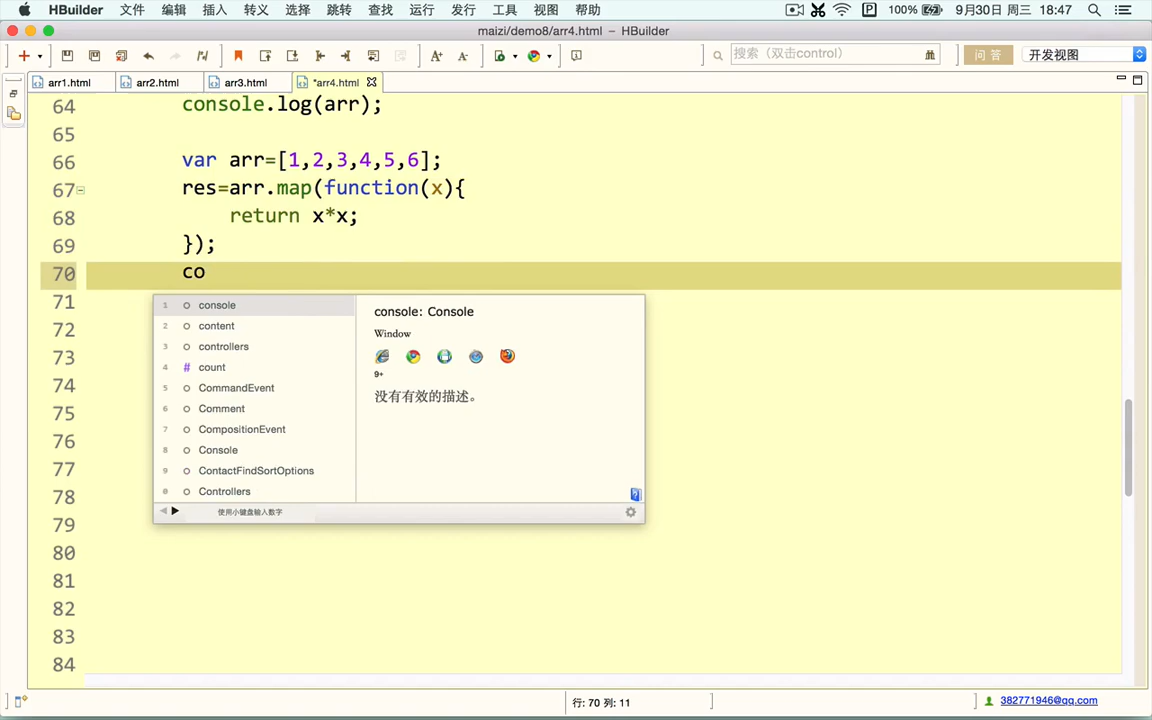 HBuilder 文件 编辑 插入 转义 选择 跳转 查找 运行 发行 工具 视图 帮助 100% 9月30日 周三 18:47
maizi/demo8/arr4.html – HBuilder
搜索（双击control） 问 答 开发视图
arr1.html arr2.html arr3.html *arr4.html
64 console.log(arr);
65
66 var arr=[1,2,3,4,5,6];
67 res=arr.map(function(x){
68 return x*x;
69 });
70 co
71
72
73
74
75
76
77
78
79
80
81
82
83
84
1 console
2 content
3 controllers
4 # count
5 CommandEvent
6 Comment
7 CompositionEvent
8 Console
9 ContactFindSortOptions
0 Controllers
使用小键盘输入数字
console: Console
Window
9+
没有有效的描述。
行: 70 列: 11
382771946@qq.com